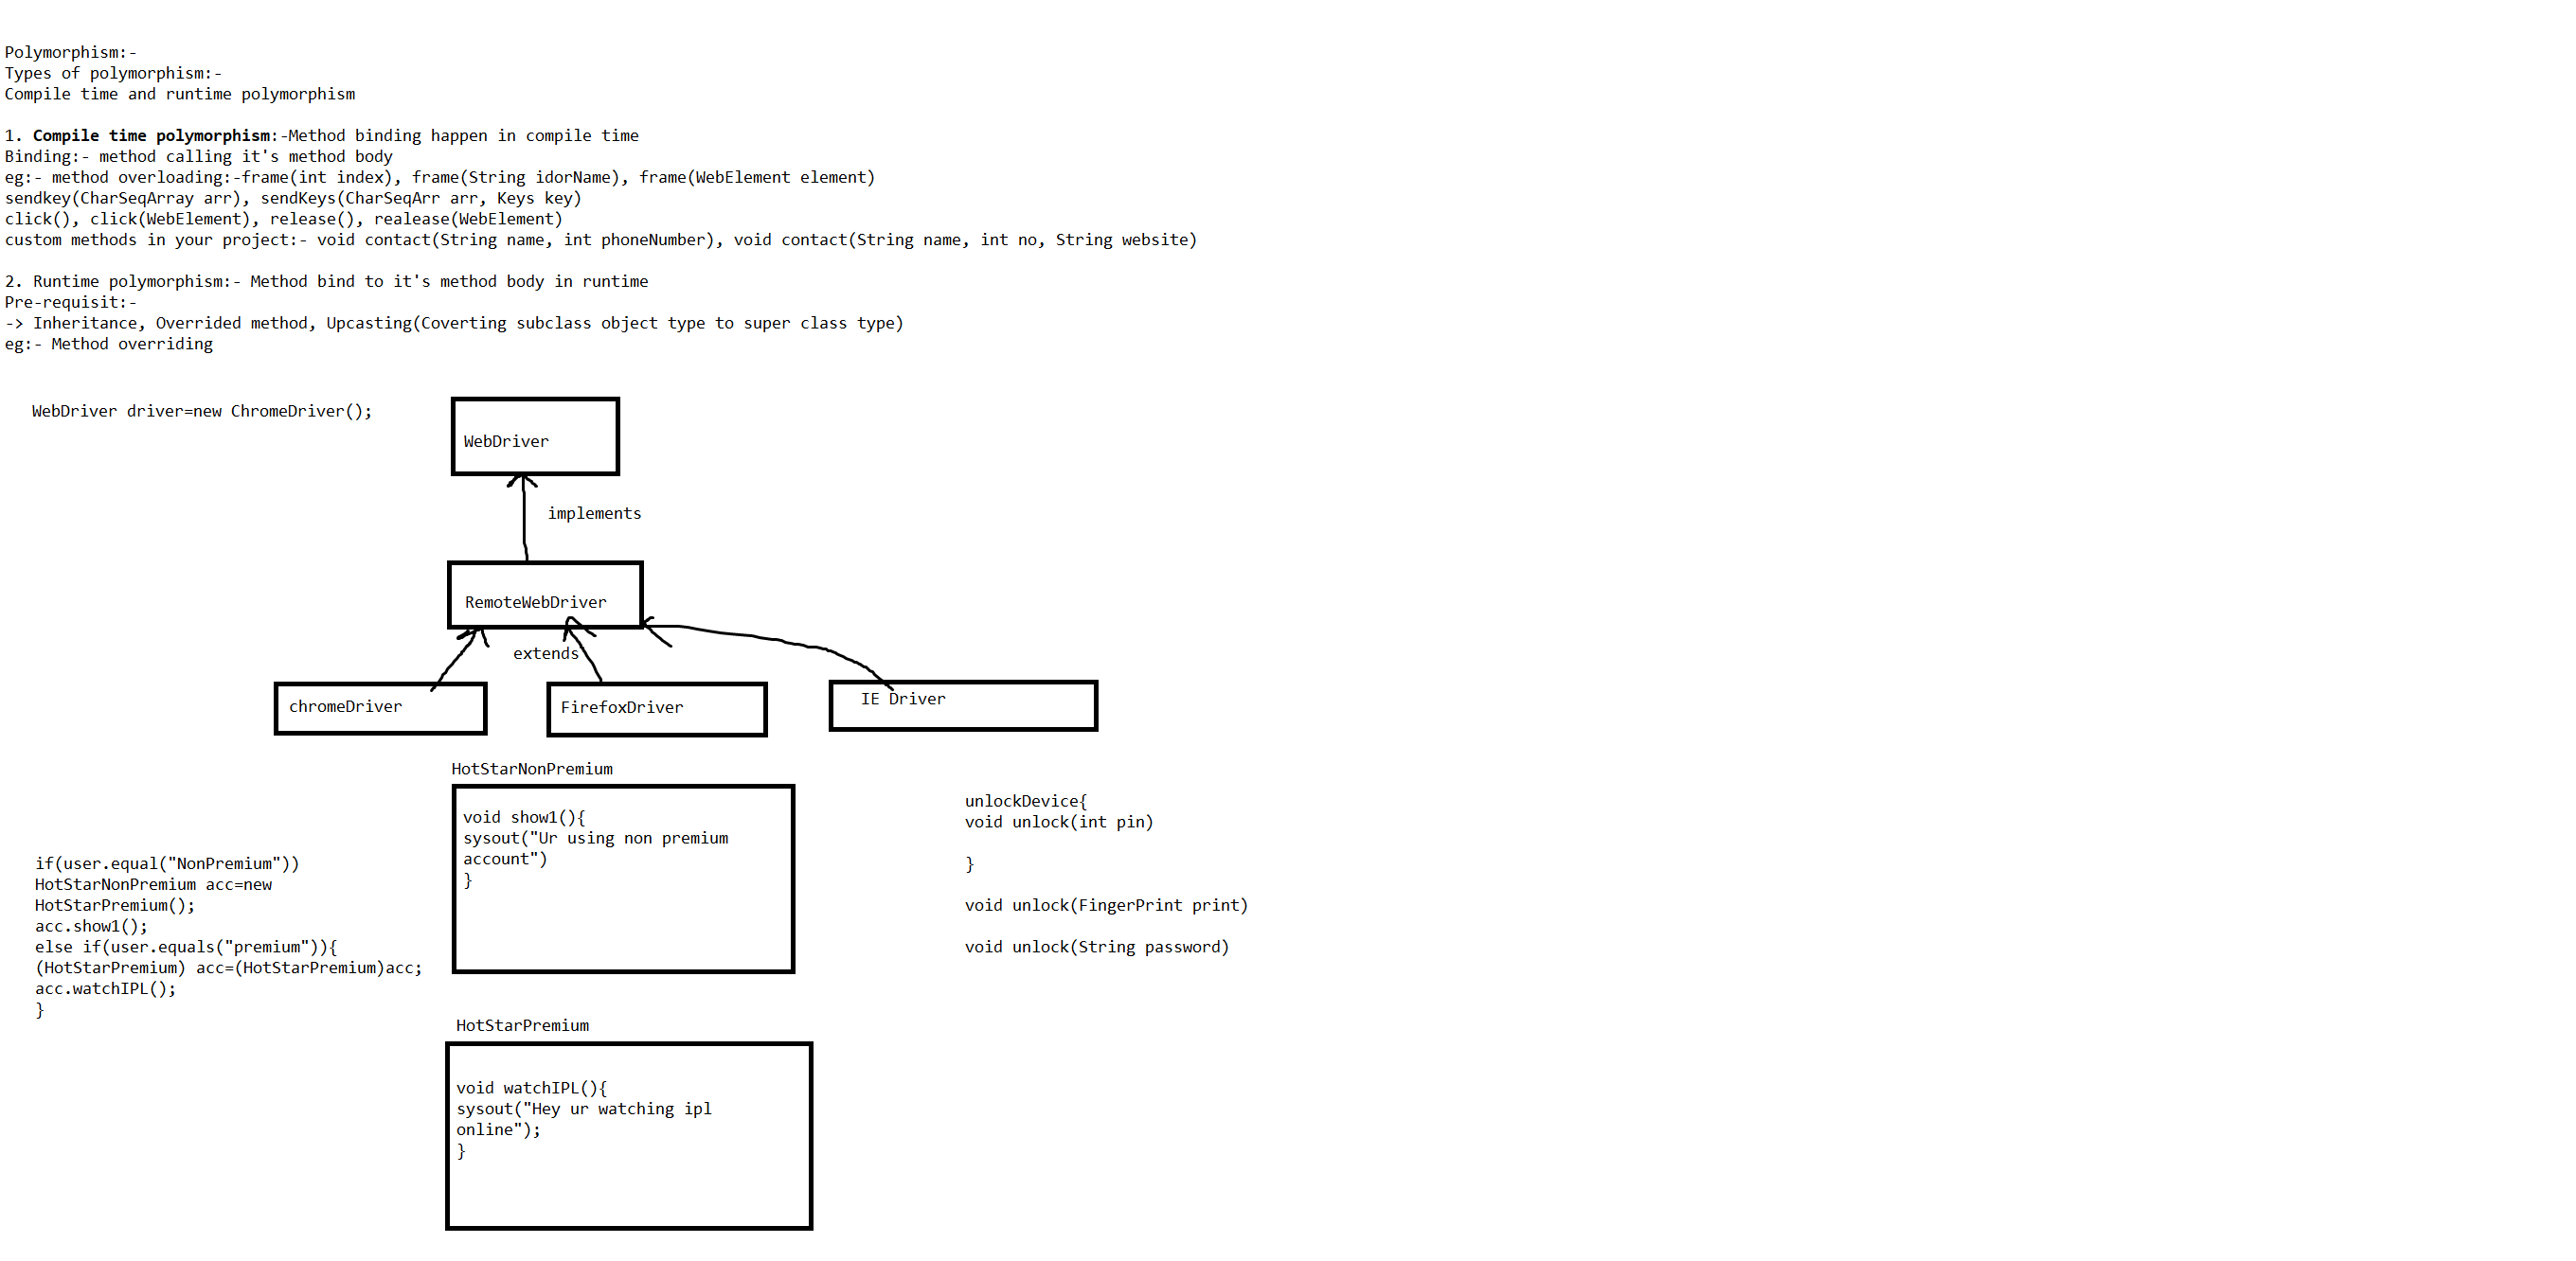 Polymorphism:-
Types of polymorphism:-
Compile time and runtime polymorphism
1. Compile time polymorphism:-Method binding happen in compile time
Binding:- method calling it's method body
eg:- method overloading:-frame(int index), frame(String idorName), frame(WebElement element)
sendkey(CharSeqArray arr), sendKeys(CharSeqArr arr, Keys key)
click(), click(WebElement), release(), realease(WebElement)
custom methods in your project:- void contact(String name, int phoneNumber), void contact(String name, int no, String website)
2. Runtime polymorphism:- Method bind to it's method body in runtime
Pre-requisit:-
-> Inheritance, Overrided method, Upcasting(Coverting subclass object type to super class type)
eg:- Method overriding
WebDriver driver=new ChromeDriver();
WebDriver
implements
RemoteWebDriver
extends
chromeDriver
FirefoxDriver
IE Driver
HotStarNonPremium
void show1(){
sysout("Ur using non premium
account")
}
if(user.equal("NonPremium"))
HotStarNonPremium acc=new
HotStarPremium();
acc.show1();
else if(user.equals("premium")){
(HotStarPremium) acc=(HotStarPremium)acc;
acc.watchIPL();
}
unlockDevice{
void unlock(int pin)
}
void unlock(FingerPrint print)
void unlock(String password)
HotStarPremium
void watchIPL(){
sysout("Hey ur watching ipl
online");
}